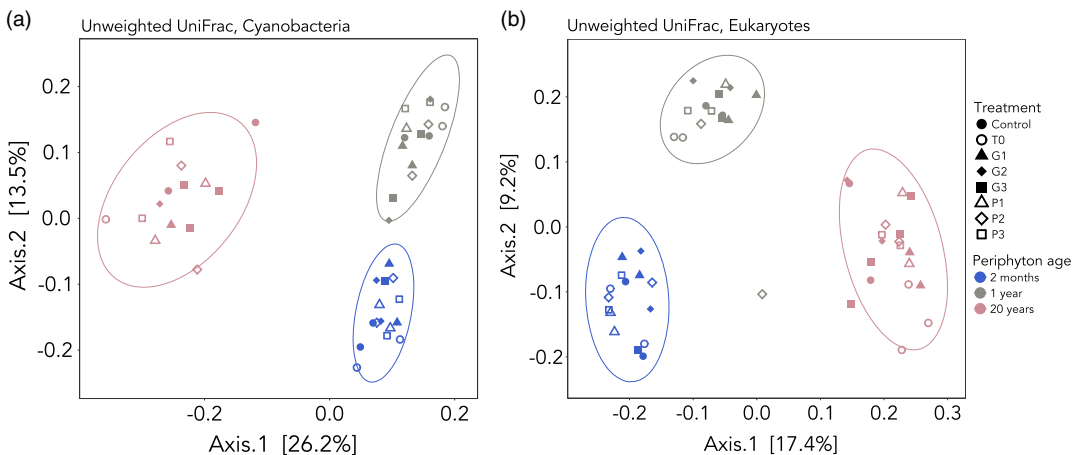 (a)
Unweighted UniFrac, Cyanobacteria
0.2
0.1
0.0
-0.1
-0.2
Axis.2 [13.5%]
-0.2
0.0
0.2
Axis.1 [26.2%]
(b)
Unweighted UniFrac, Eukaryotes
0.2
0.1
0.0
-0.1
-0.2
Axis.2 [9.2%]
-0.2
-0.1
0.0
0.1
0.2
0.3
Axis.1 [17.4%]
Treatment
Control
T0
G1
G2
G3
P1
P2
P3
Periphyton age
2 months
1 year
20 years